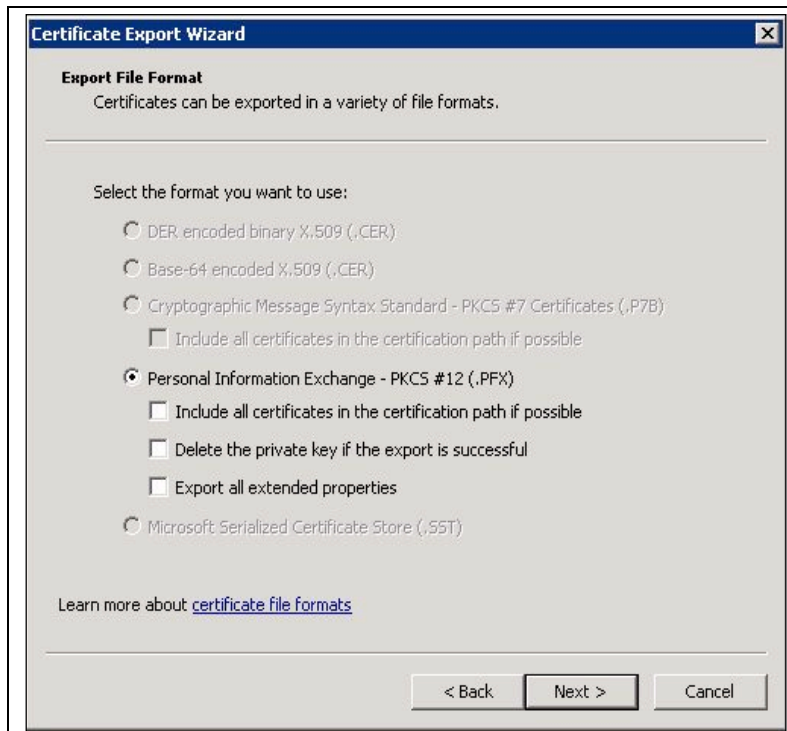 Certificate Export Wizard
Export File Format
Certificates can be exported in a variety of file formats.
Select the format you want to use:
DER encoded binary X.509 (.CER)
Base-64 encoded X.509 (.CER)
Cryptographic Message Syntax Standard - PKCS #7 Certificates (.P7B)
Include all certificates in the certification path if possible
Personal Information Exchange - PKCS #12 (.PFX)
Include all certificates in the certification path if possible
Delete the private key if the export is successful
Export all extended properties
Microsoft Serialized Certificate Store (.SST)
Learn more about certificate file formats
< Back Next > Cancel